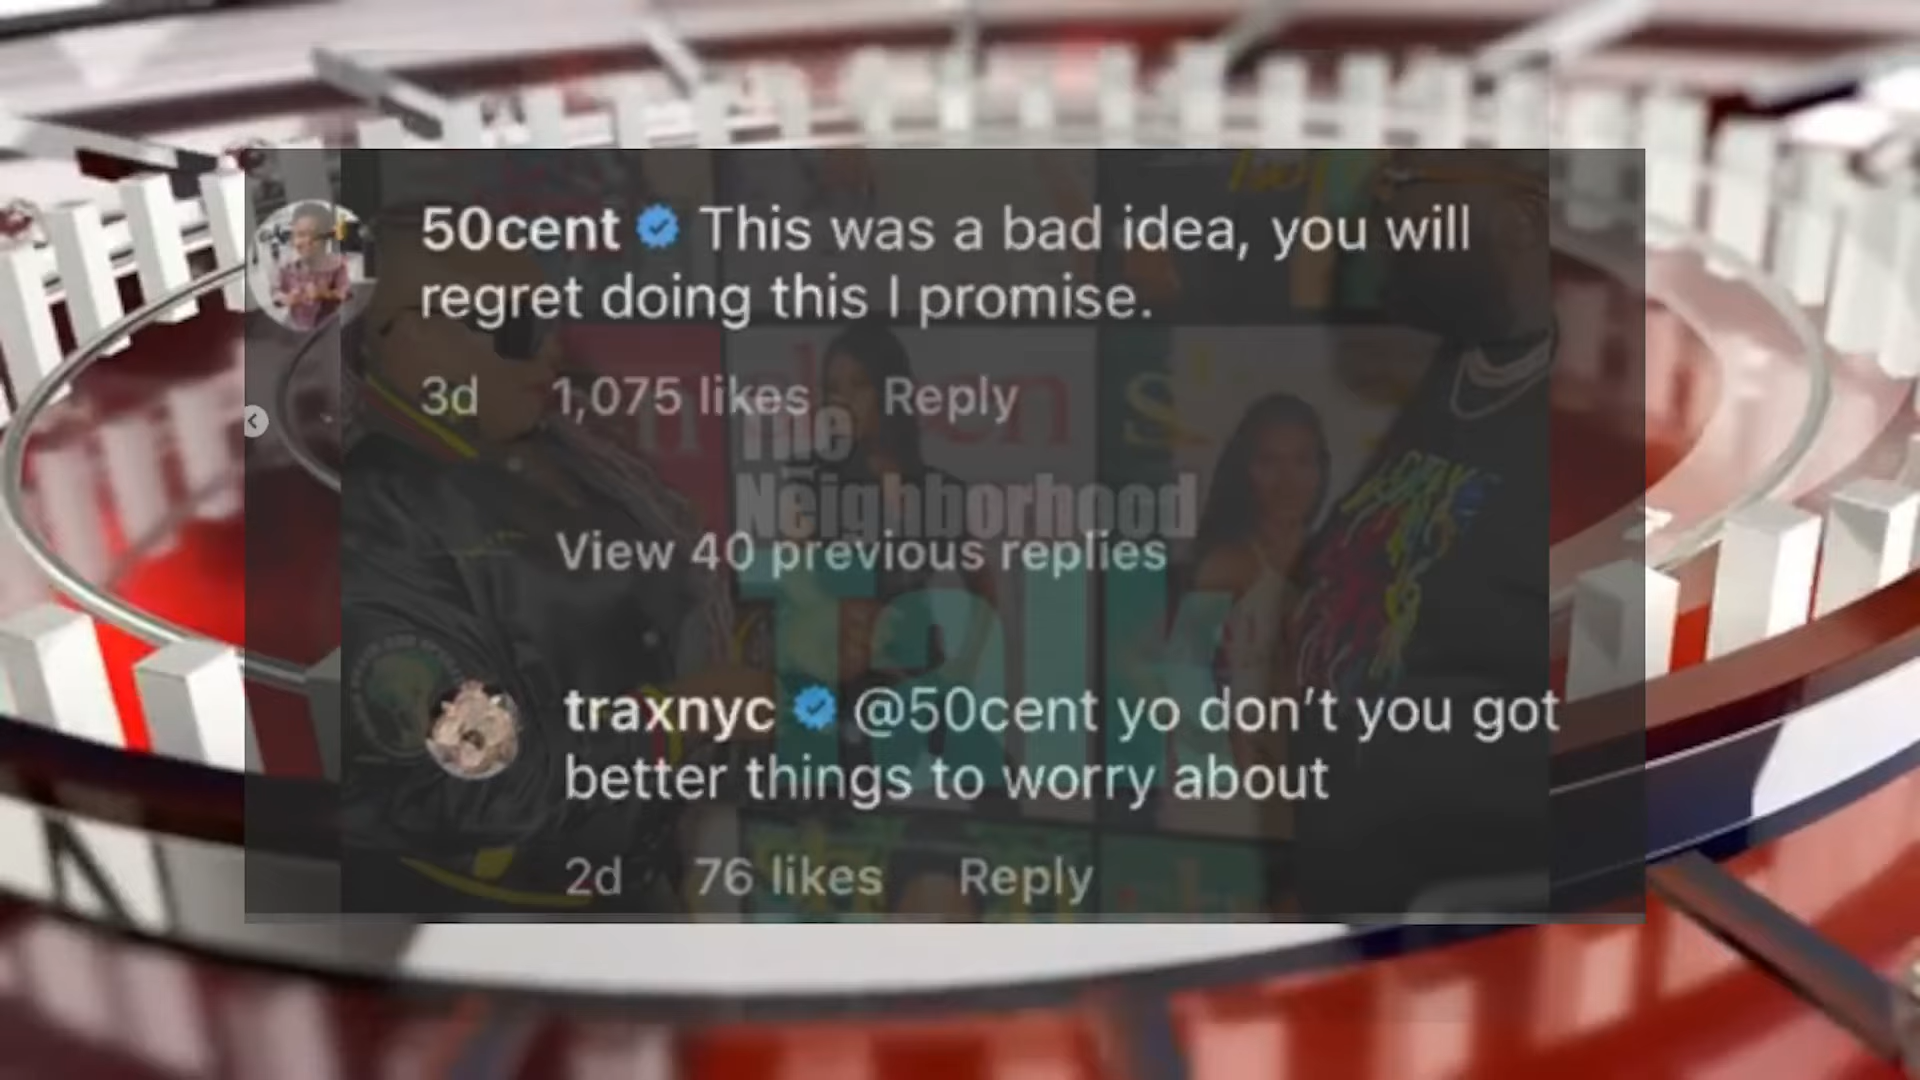 50cent This was a bad idea, you will
regret doing this I promise.
3d 1,075 likes Reply
The
Neighborhood
Talk
View 40 previous replies
traxnyc @50cent yo don't you got
better things to worry about
2d 76 likes Reply